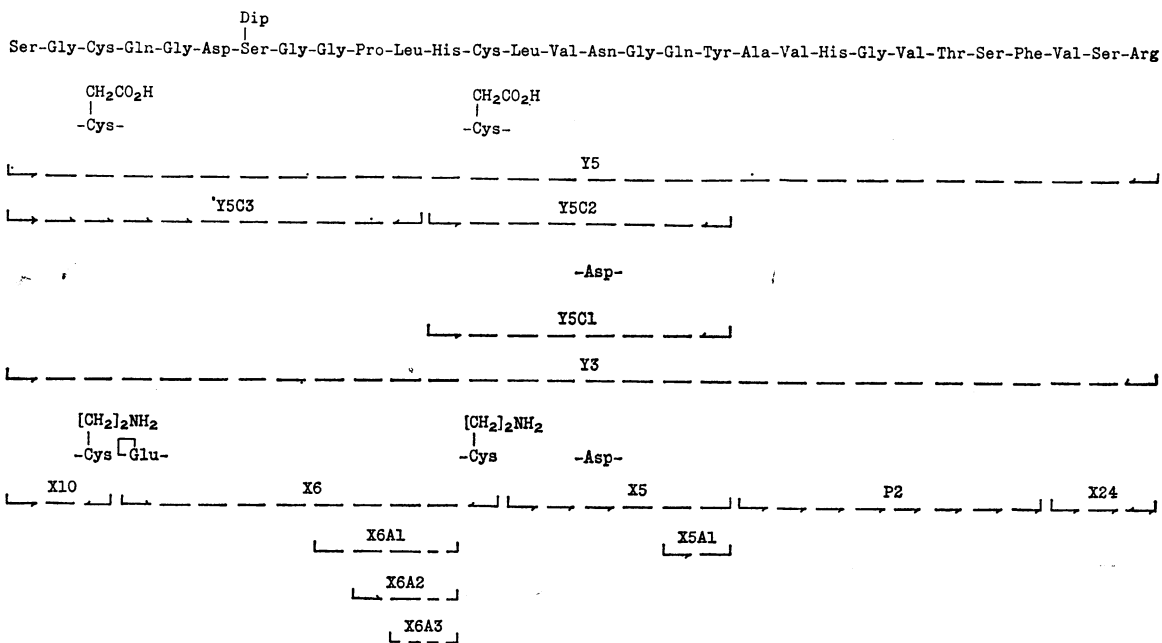 Dip
Ser-Gly-Cys-Gln-Gly-Asp-Ser-Gly-Gly-Pro-Leu-His-Cys-Leu-Val-Asn-Gly-Gln-Tyr-Ala-Val-His-Gly-Val-Thr-Ser-Phe-Val-Ser-Arg
CH₂CO₂H CH₂CO₂H
-Cys- -Cys-
Y5
Y5C3 Y5C2
-Asp-
Y5C1
Y3
[CH₂]₂NH₂ [CH₂]₂NH₂
-Cys Glu- -Cys -Asp-
X10 X6 X5 P2 X24
X6A1 X5A1
X6A2
X6A3